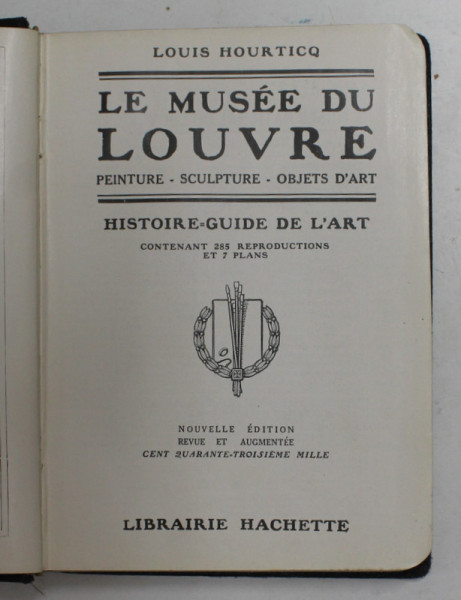 LOUIS HOURTICQ
LE MUSÉE DU
LOUVRE
PEINTURE - SCULPTURE - OBJETS D'ART
HISTOIRE=GUIDE DE L'ART
CONTENANT 285 REPRODUCTIONS
ET 7 PLANS
NOUVELLE ÉDITION
REVUE ET AUGMENTÉE
CENT QUARANTE-TROISIÈME MILLE
LIBRAIRIE HACHETTE